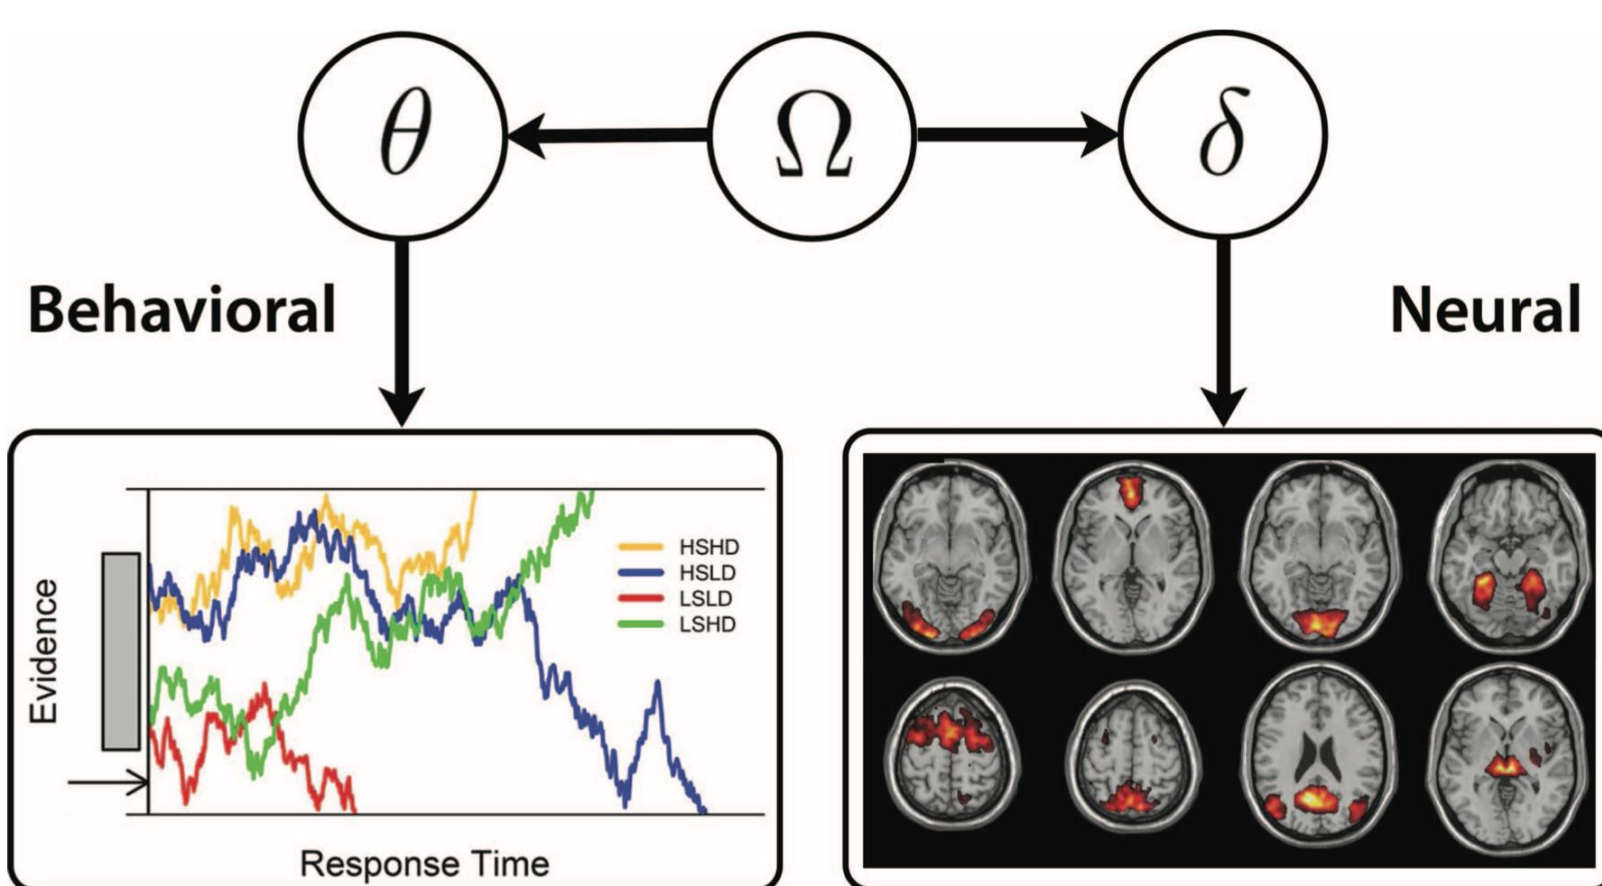 θ
Ω
δ
Behavioral
Neural
Evidence
HSHD
HSLD
LSLD
LSHD
Response Time